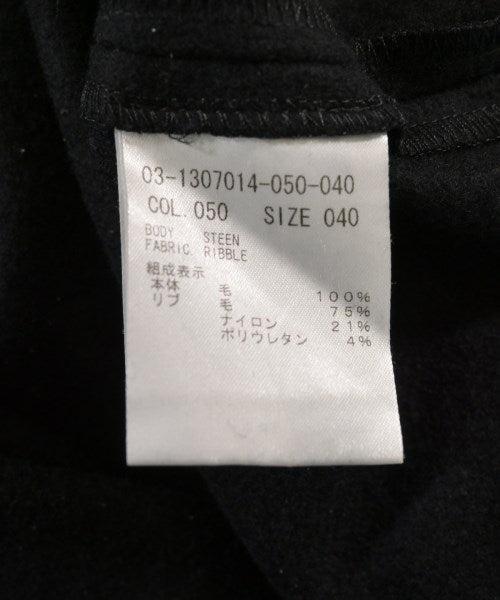 03-1307014-050-040
COL.050 SIZE 040
BODY STEEN
FABRIC RIBBLE
組成表示
本体 毛 100%
リブ 毛 75%
ナイロン 21%
ポリウレタン 4%